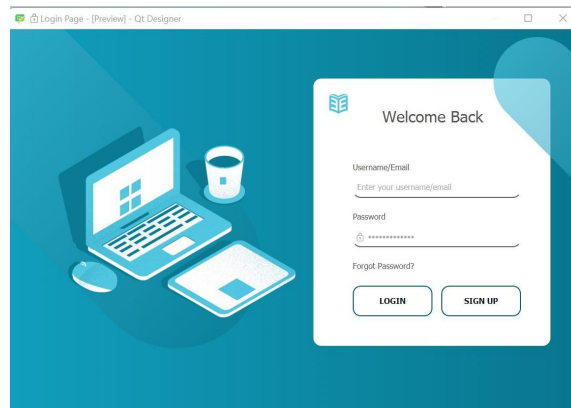 Login Page - [Preview] - Qt Designer
Welcome Back
Username/Email
Enter your username/email
Password
*************
Forgot Password?
LOGIN
SIGN UP